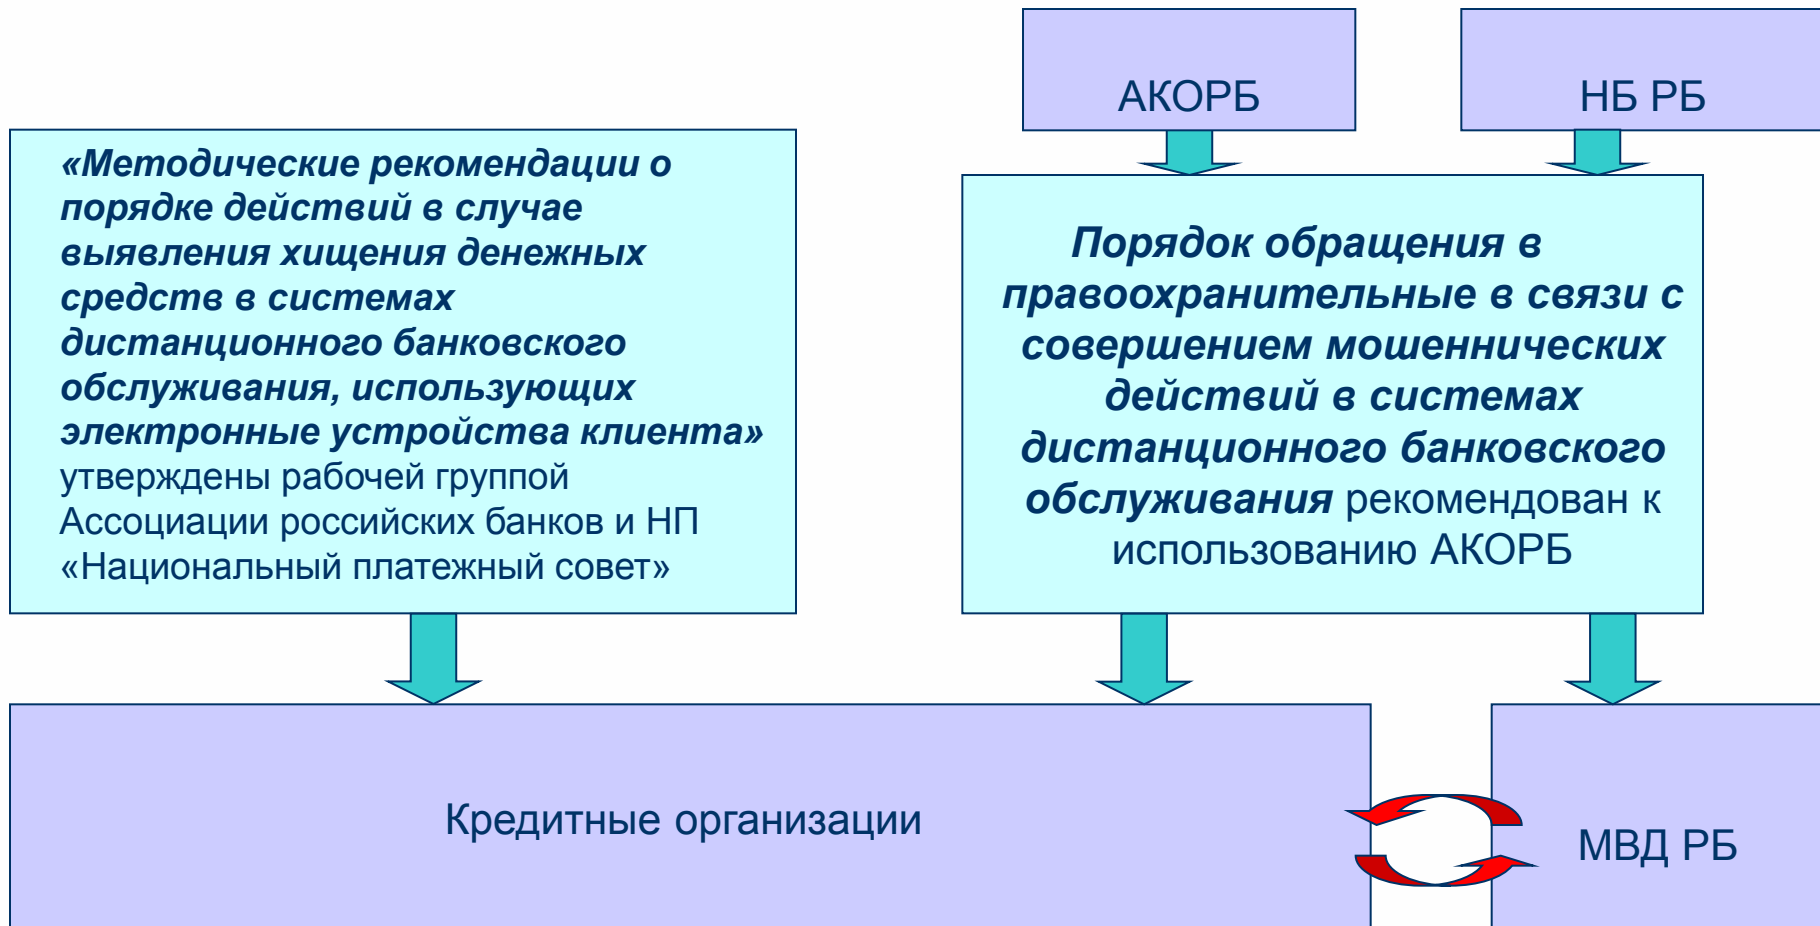 АКОРБ
НБ РБ
«Методические рекомендации о
порядке действий в случае
выявления хищения денежных
средств в системах
дистанционного банковского
обслуживания, использующих
электронные устройства клиента»
утверждены рабочей группой
Ассоциации российских банков и НП
«Национальный платежный совет»
Порядок обращения в
правоохранительные в связи с
совершением мошеннических
действий в системах
дистанционного банковского
обслуживания рекомендован к
использованию АКОРБ
Кредитные организации
МВД РБ